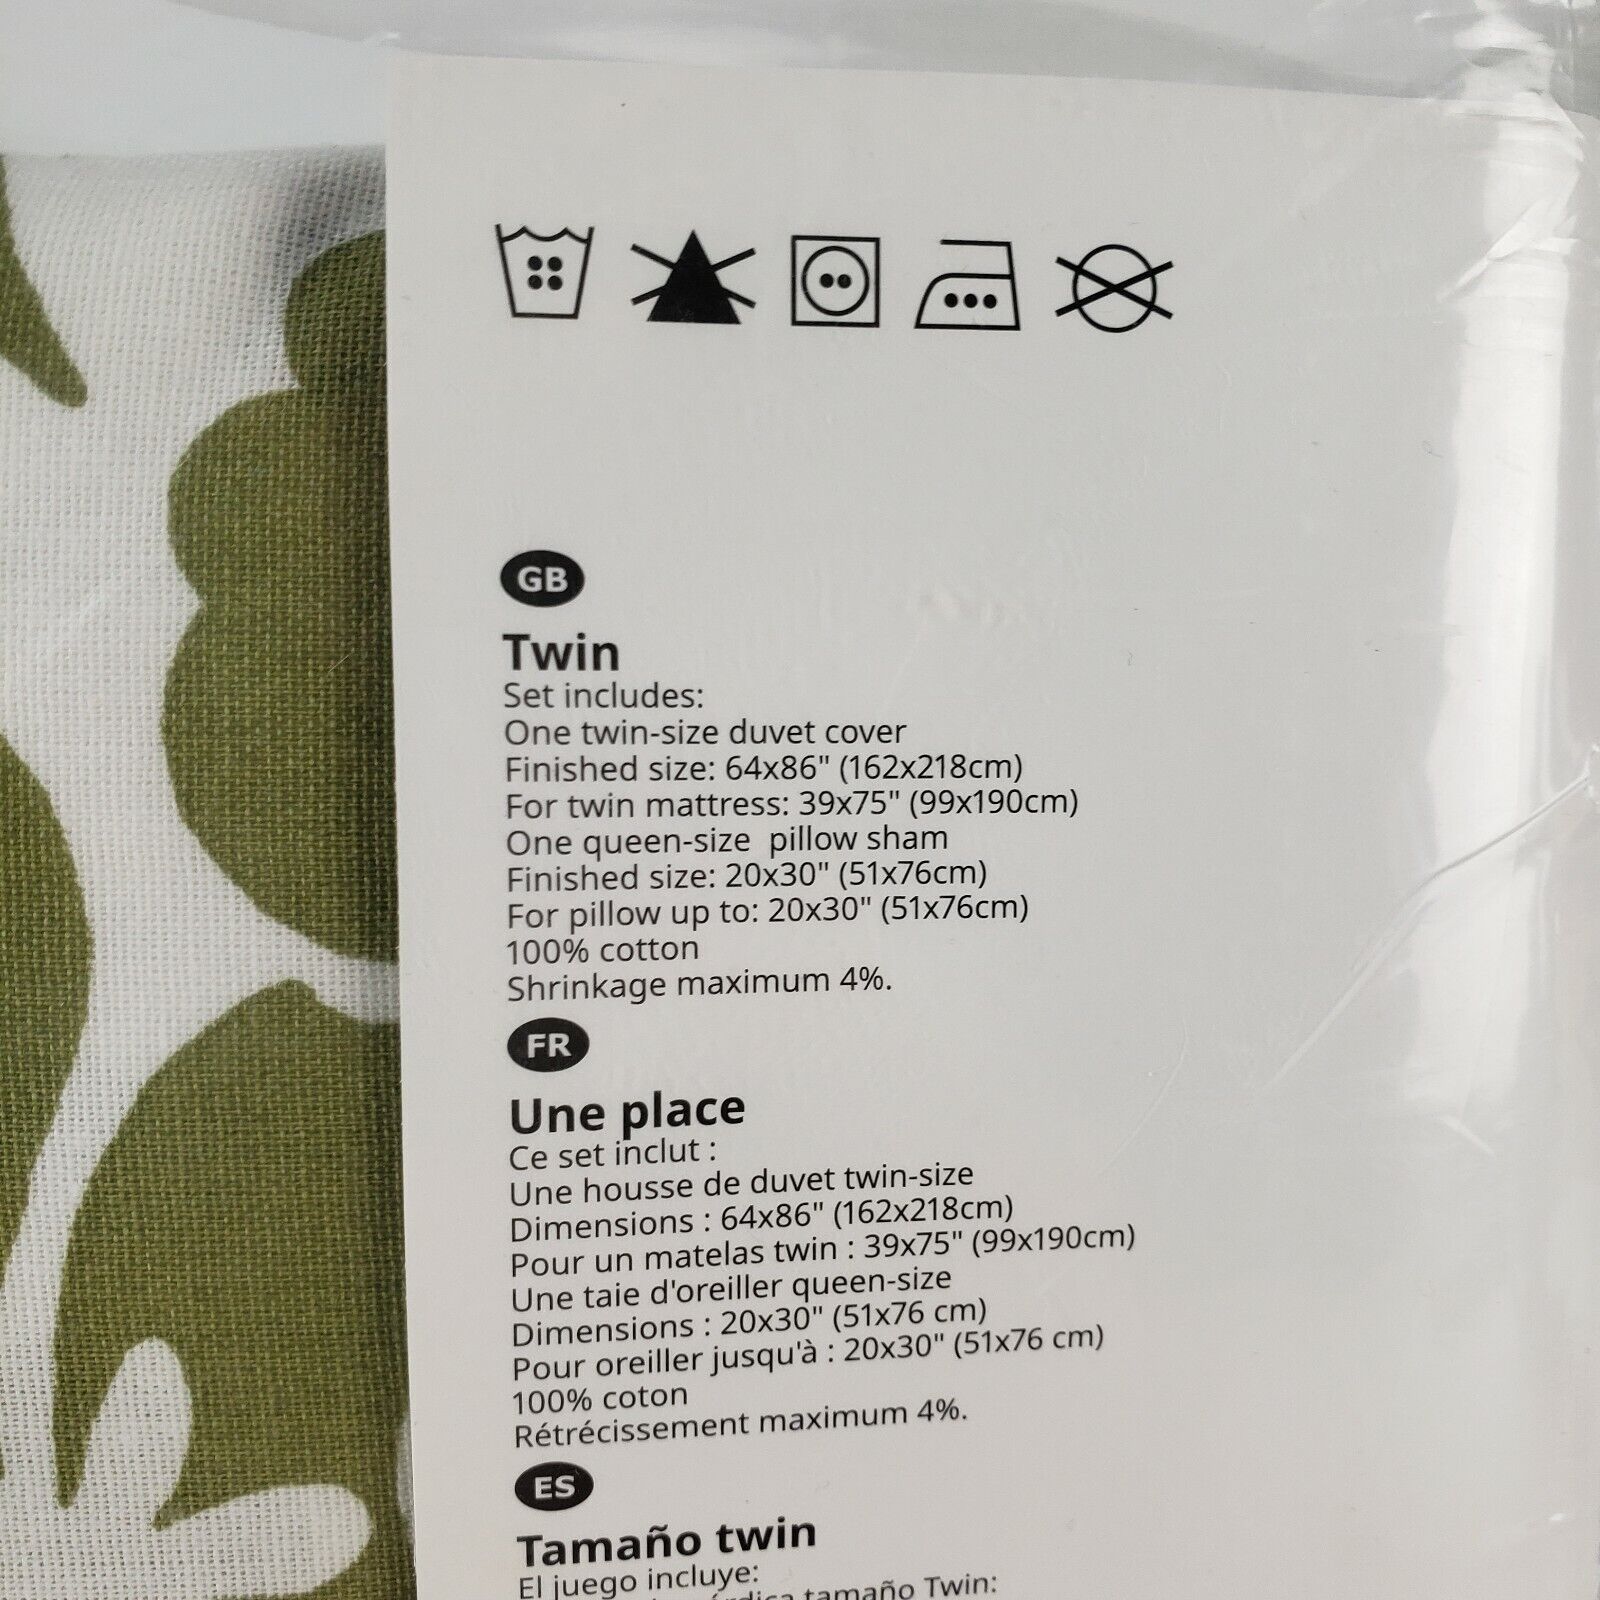 GB
Twin
Set includes:
One twin-size duvet cover
Finished size: 64x86" (162x218cm)
For twin mattress: 39x75" (99x190cm)
One queen-size  pillow sham
Finished size: 20x30" (51x76cm)
For pillow up to: 20x30" (51x76cm)
100% cotton
Shrinkage maximum 4%.
FR
Une place
Ce set inclut :
Une housse de duvet twin-size
Dimensions : 64x86" (162x218cm)
Pour un matelas twin : 39x75" (99x190cm)
Une taie d'oreiller queen-size
Dimensions : 20x30" (51x76 cm)
Pour oreiller jusqu'à : 20x30" (51x76 cm)
100% coton
Rétrécissement maximum 4%.
ES
Tamaño twin
El juego incluye:
tamaño Twin: